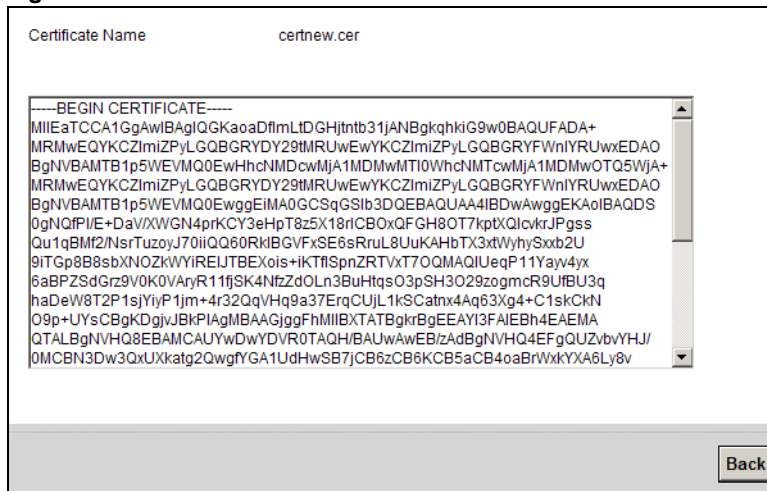 Certificate Name
certnew.cer
-----BEGIN CERTIFICATE-----
MIIEaTCCA1GgAwIBAgIQGKaoaDflmLtDGHjtntb31jANBgkqhkiG9w0BAQUFADA+
MRMwEQYKCZImiZPyLGQBGRYDY29tMRUwEwYKCZImiZPyLGQBGRYFWnlYRUwxEDAO
BgNVBAMTB1p5WEVMQ0EwHhcNMDcwMjA1MDMwMTI0WhcNMTcwMjA1MDMwOTQ5WjA+
MRMwEQYKCZImiZPyLGQBGRYDY29tMRUwEwYKCZImiZPyLGQBGRYFWnlYRUwxEDAO
BgNVBAMTB1p5WEVMQ0EwggEiMA0GCSqGSIb3DQEBAQUAA4IBDwAwggEKAoIBAQDS
0gNQfPI/E+DaV/XWGN4prKCY3eHpT8z5X18rICBOxQFGH8OT7kptXQIcvkrJPgss
Qu1qBMf2/NsrTuzoyJ70iiQQ60RkIBGVFxSE6sRruL8UuKAHbTX3xtWyhySxxb2U
9iTGp8B8sbXNOZkWYiREIJTBEXois+iKTflSpnZRTVxT7OQMAQIUeqP11Yayv4yx
6aBPZSdGrz9V0K0VAryR11fjSK4NfzZdOLn3BuHtqsO3pSH3O29zogmcR9UfBU3q
haDeW8T2P1sjYiyP1jm+4r32QqVHq9a37ErqCUjL1kSCatnx4Aq63Xg4+C1skCkN
O9p+UYsCBgKDgjvJBkPIAgMBAAGjggFhMIIBXTATBgkrBgEEAYI3FAIEBh4EAEMA
QTALBgNVHQ8EBAMCAUYwDwYDVR0TAQH/BAUwAwEB/zAdBgNVHQ4EFgQUZvbvYHJ/
0MCBN3Dw3QxUXkatg2QwgfYGA1UdHwSB7jCB6zCB6KCB5aCB4oaBrWxkYXA6Ly8v
Back